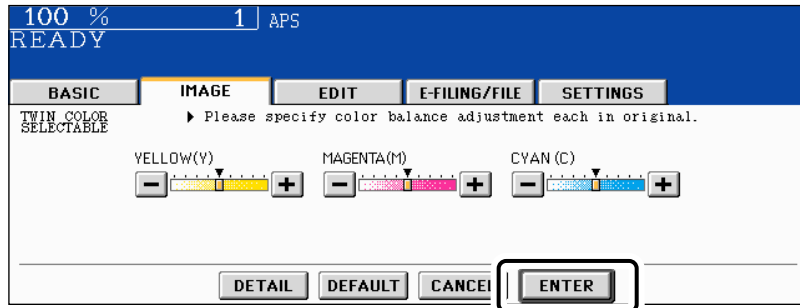 100 % 1 APS
READY
BASIC IMAGE EDIT E-FILING/FILE SETTINGS
TWIN COLOR SELECTABLE ▶ Please specify color balance adjustment each in original.
YELLOW(Y) MAGENTA(M) CYAN (C)
− + − + − +
DETAIL DEFAULT CANCEL ENTER